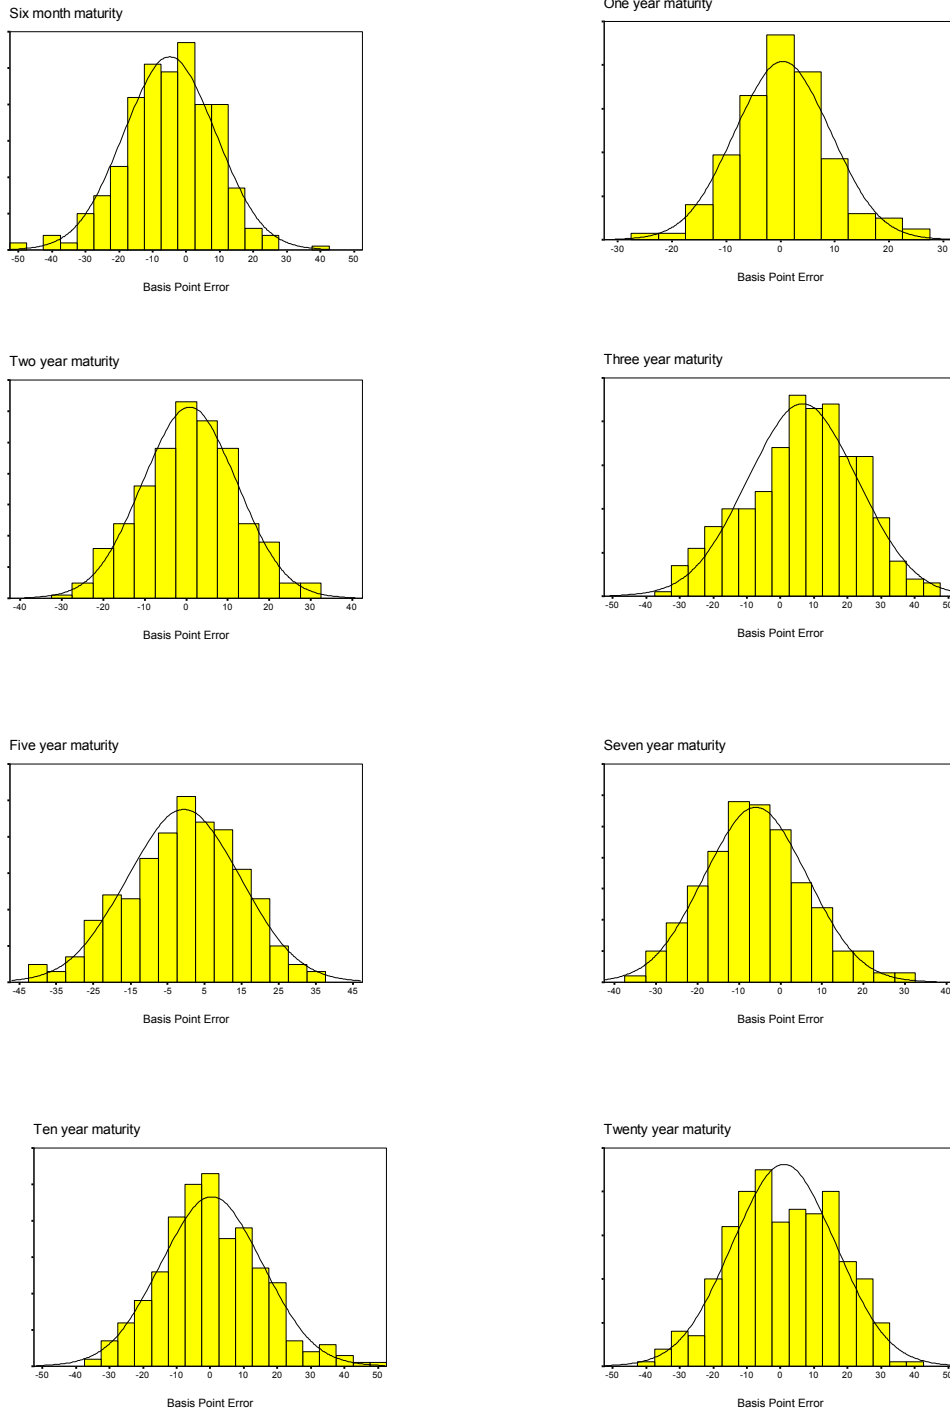 Six month maturity
-50 -40 -30 -20 -10 0 10 20 30 40 50
Basis Point Error
One year maturity
-30 -20 -10 0 10 20 30
Basis Point Error
Two year maturity
-40 -30 -20 -10 0 10 20 30 40
Basis Point Error
Three year maturity
-50 -40 -30 -20 -10 0 10 20 30 40 50
Basis Point Error
Five year maturity
-45 -35 -25 -15 -5 5 15 25 35 45
Basis Point Error
Seven year maturity
-40 -30 -20 -10 0 10 20 30 40
Basis Point Error
Ten year maturity
-50 -40 -30 -20 -10 0 10 20 30 40 50
Basis Point Error
Twenty year maturity
-50 -40 -30 -20 -10 0 10 20 30 40 50
Basis Point Error